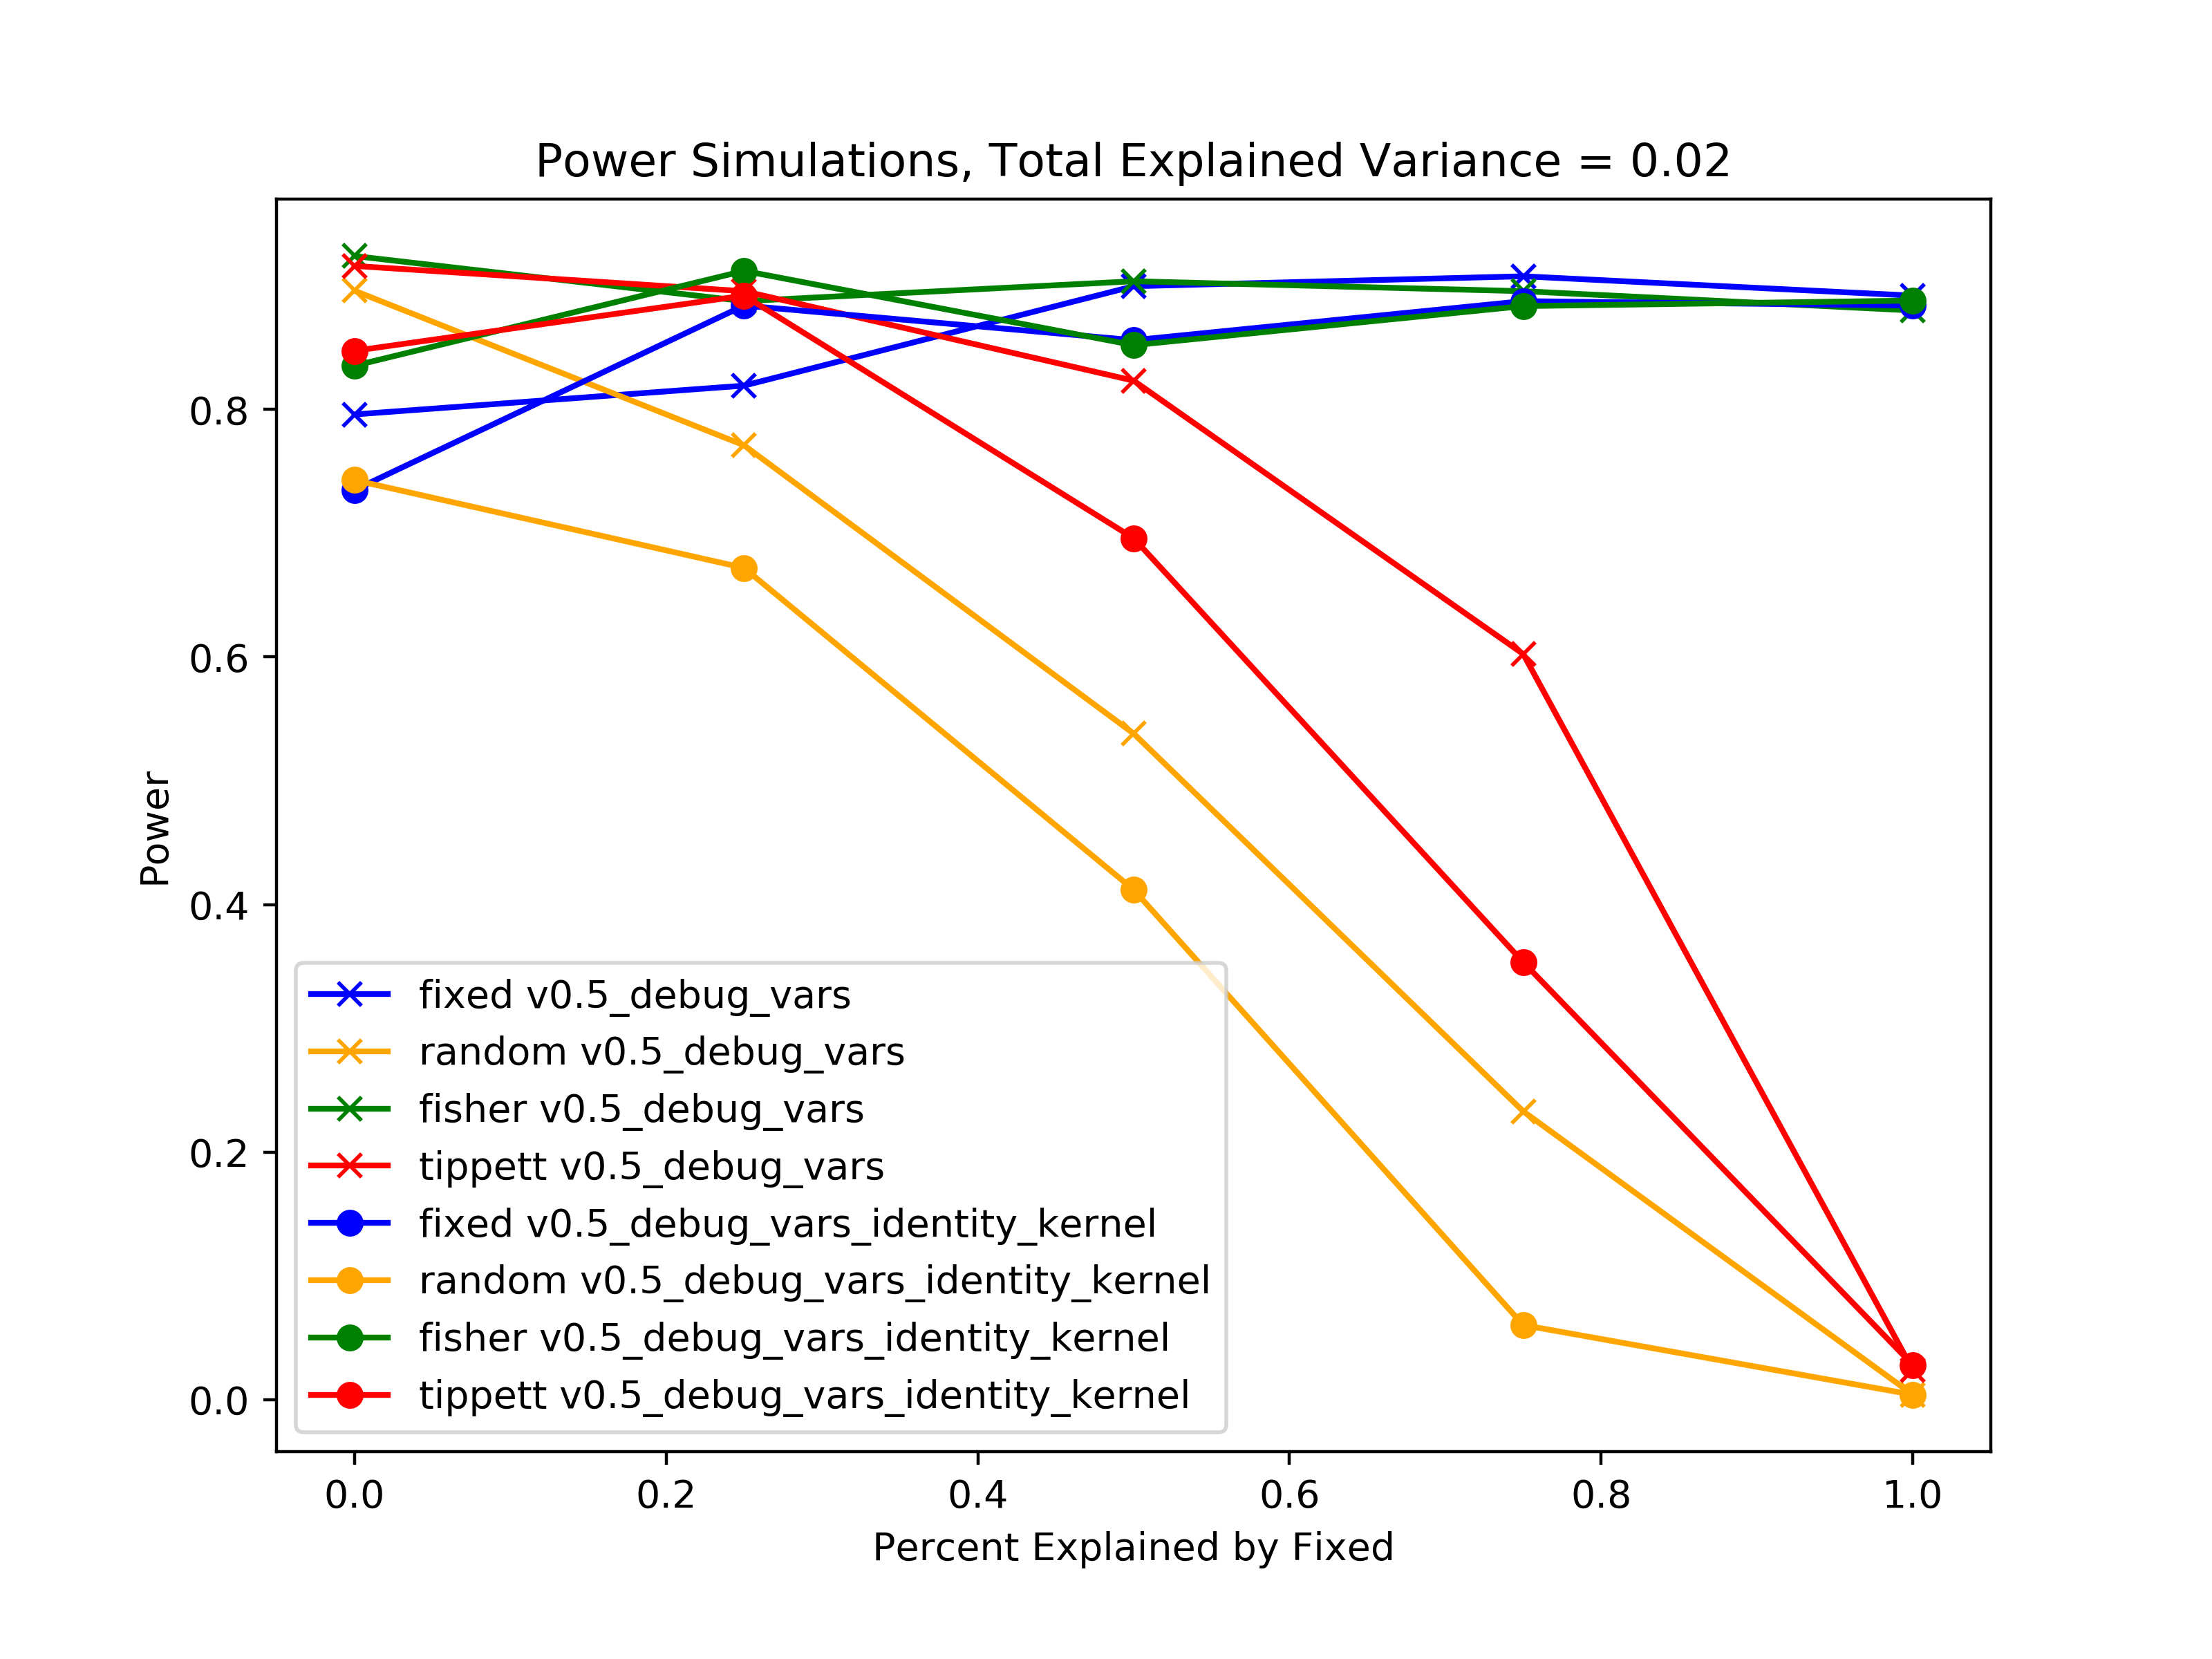 Power Simulations, Total Explained Variance = 0.02
Power
0.8
0.6
0.4
0.2
0.0
fixed v0.5_debug_vars
random v0.5_debug_vars
fisher v0.5_debug_vars
tippett v0.5_debug_vars
fixed v0.5_debug_vars_identity_kernel
random v0.5_debug_vars_identity_kernel
fisher v0.5_debug_vars_identity_kernel
tippett v0.5_debug_vars_identity_kernel
0.0 0.2 0.4 0.6 0.8 1.0
Percent Explained by Fixed